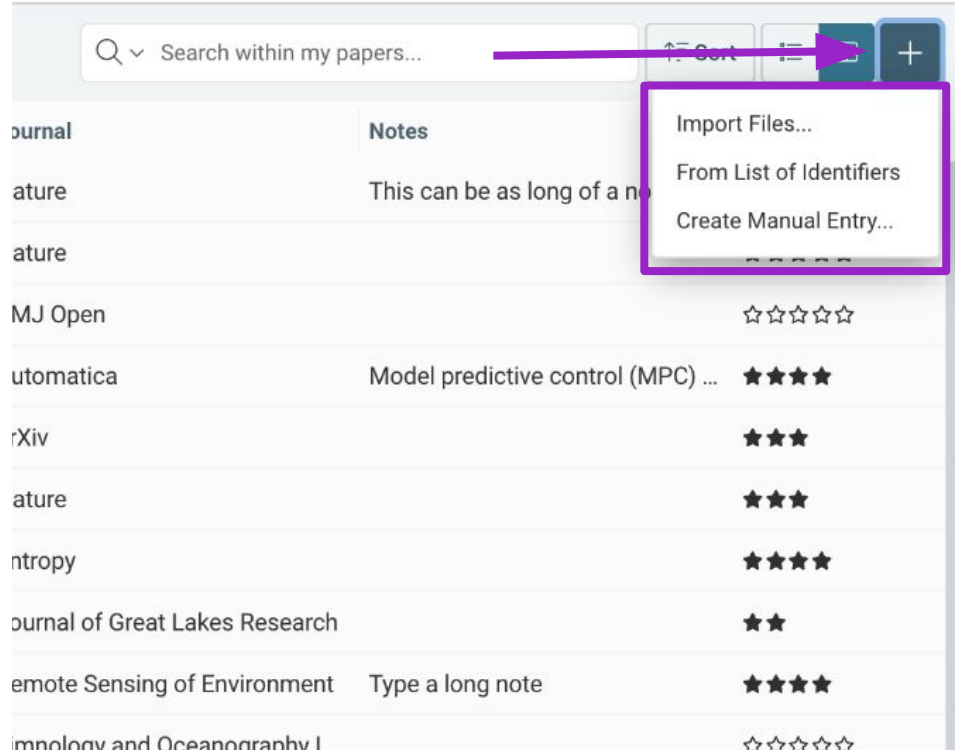 Search within my papers...
Sort
ournal Notes
Import Files...
From List of Identifiers
Create Manual Entry...
ature This can be as long of a no
ature
MJ Open
utomatica Model predictive control (MPC) ...
rXiv
ature
ntropy
ournal of Great Lakes Research
emote Sensing of Environment Type a long note
imnology and Oceanography